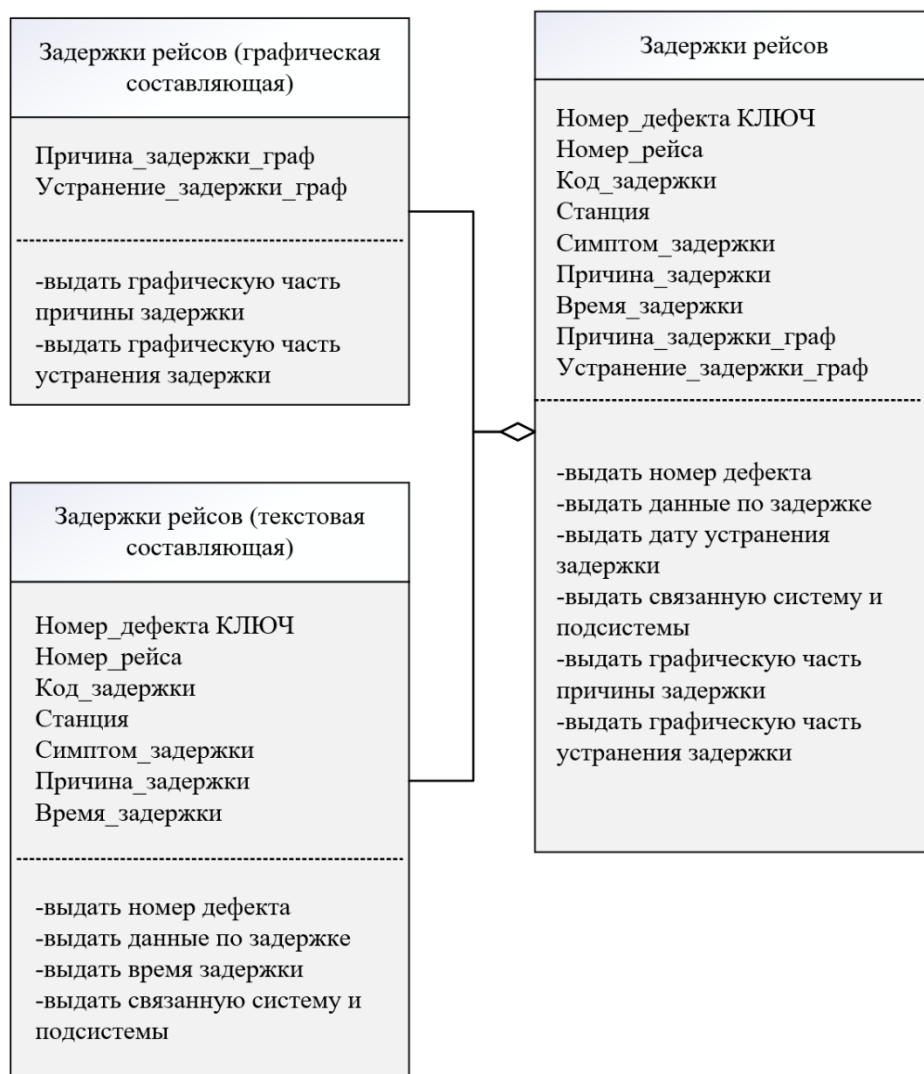 Задержки рейсов (графическая
составляющая)
Причина_задержки_граф
Устранение_задержки_граф
-выдать графическую часть
причины задержки
-выдать графическую часть
устранения задержки
Задержки рейсов (текстовая
составляющая)
Номер_дефекта КЛЮЧ
Номер_рейса
Код_задержки
Станция
Симптом_задержки
Причина_задержки
Время_задержки
-выдать номер дефекта
-выдать данные по задержке
-выдать время задержки
-выдать связанную систему и
подсистемы
Задержки рейсов
Номер_дефекта КЛЮЧ
Номер_рейса
Код_задержки
Станция
Симптом_задержки
Причина_задержки
Время_задержки
Причина_задержки_граф
Устранение_задержки_граф
-выдать номер дефекта
-выдать данные по задержке
-выдать дату устранения
задержки
-выдать связанную систему и
подсистемы
-выдать графическую часть
причины задержки
-выдать графическую часть
устранения задержки